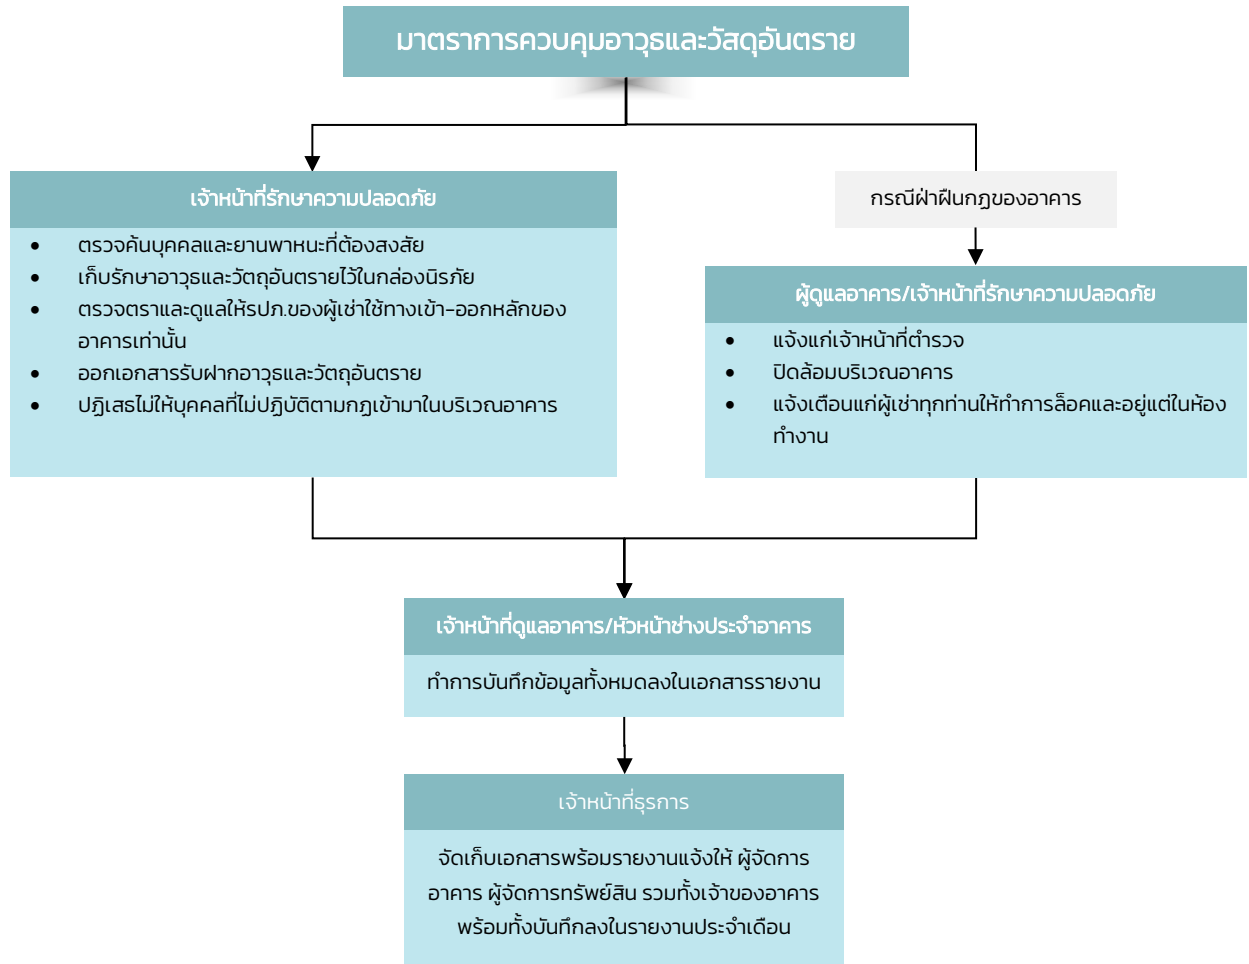 มาตราการควบคุมอาวุธและวัสดุอันตราย
เจ้าหน้าที่รักษาความปลอดภัย
• ตรวจค้นบุคคลและยานพาหนะที่ต้องสงสัย
• เก็บรักษาอาวุธและวัตถุอันตรายไว้ในกล่องนิรภัย
• ตรวจตราและดูแลให้รปภ.ของผู้เช่าใช้ทางเข้า-ออกหลักของ
อาคารเท่านั้น
• ออกเอกสารรับฝากอาวุธและวัตถุอันตราย
• ปฏิเสธไม่ให้บุคคลที่ไม่ปฏิบัติตามกฎเข้ามาในบริเวณอาคาร
กรณีฝ่าฝืนกฎของอาคาร
ผู้ดูแลอาคาร/เจ้าหน้าที่รักษาความปลอดภัย
• แจ้งแก่เจ้าหน้าที่ตำรวจ
• ปิดล้อมบริเวณอาคาร
• แจ้งเตือนแก่ผู้เช่าทุกท่านให้ทำการล็อคและอยู่แต่ในห้อง
ทำงาน
เจ้าหน้าที่ดูแลอาคาร/หัวหน้าช่างประจำอาคาร
ทำการบันทึกข้อมูลทั้งหมดลงในเอกสารรายงาน
เจ้าหน้าที่ธุรการ
จัดเก็บเอกสารพร้อมรายงานแจ้งให้ ผู้จัดการ
อาคาร ผู้จัดการทรัพย์สิน รวมทั้งเจ้าของอาคาร
พร้อมทั้งบันทึกลงในรายงานประจำเดือน